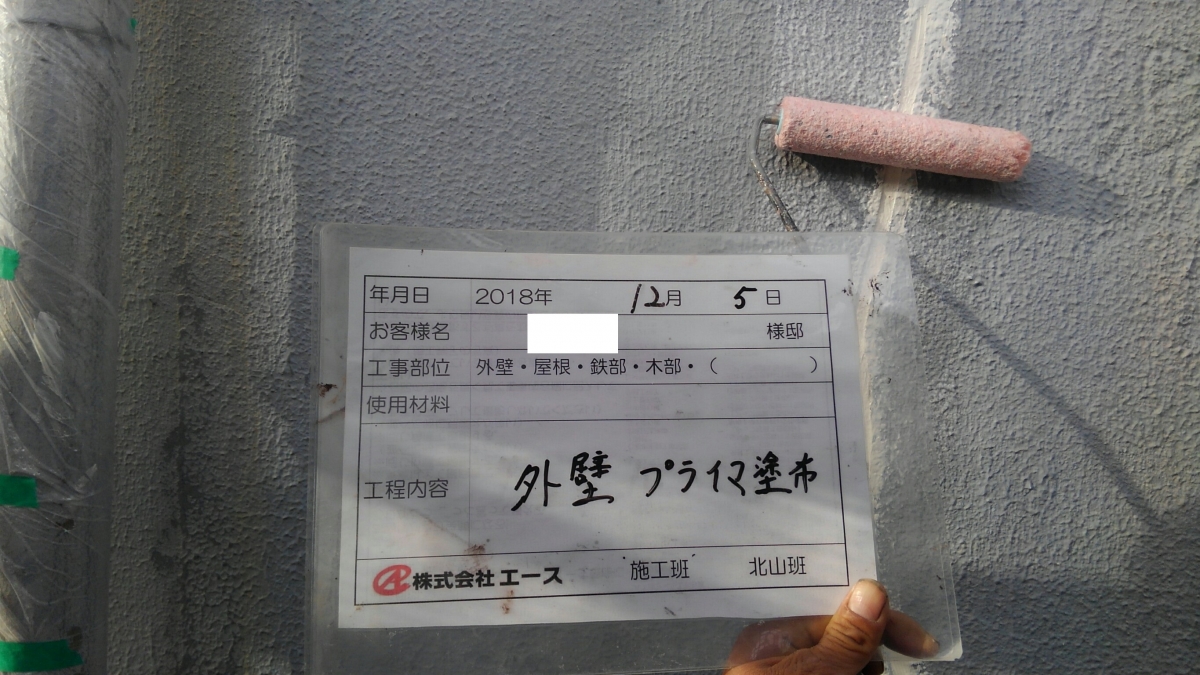 年月日 2018年 12月 5日
お客様名 様邸
工事部位 外壁・屋根・鉄部・木部・( )
使用材料
工程内容 外壁 プライマ塗布
株式会社エース 施工班 北山班